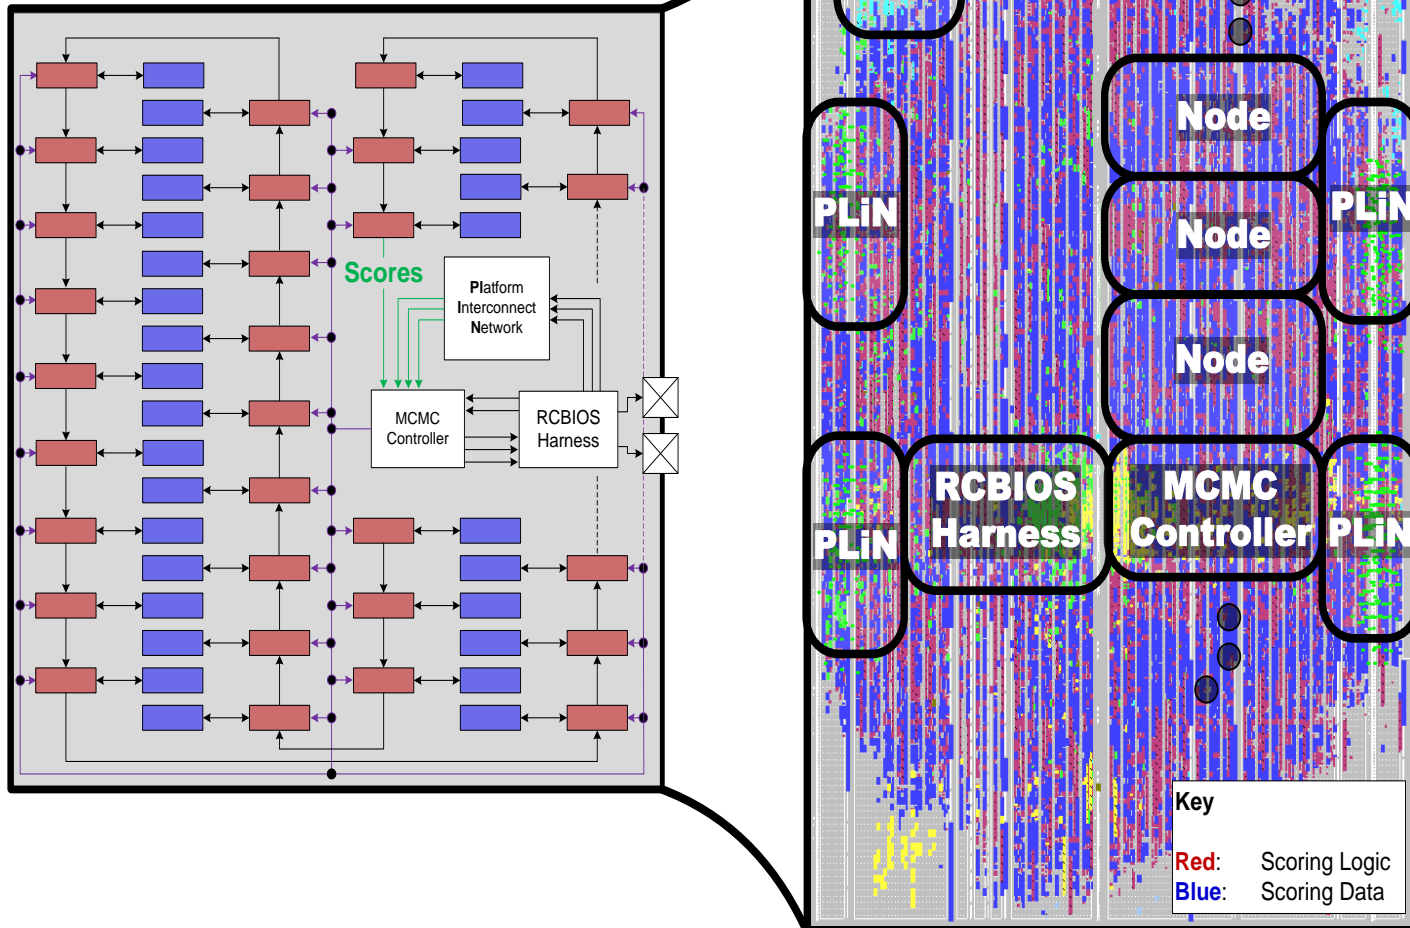 Scores
Platform
Interconnect
Network
MCMC
Controller
RCBIOS
Harness
Node
PLiN
PLiN
Node
Node
RCBIOS
Harness
MCMC
Controller
PLiN
PLiN
Key
Red: Scoring Logic
Blue: Scoring Data